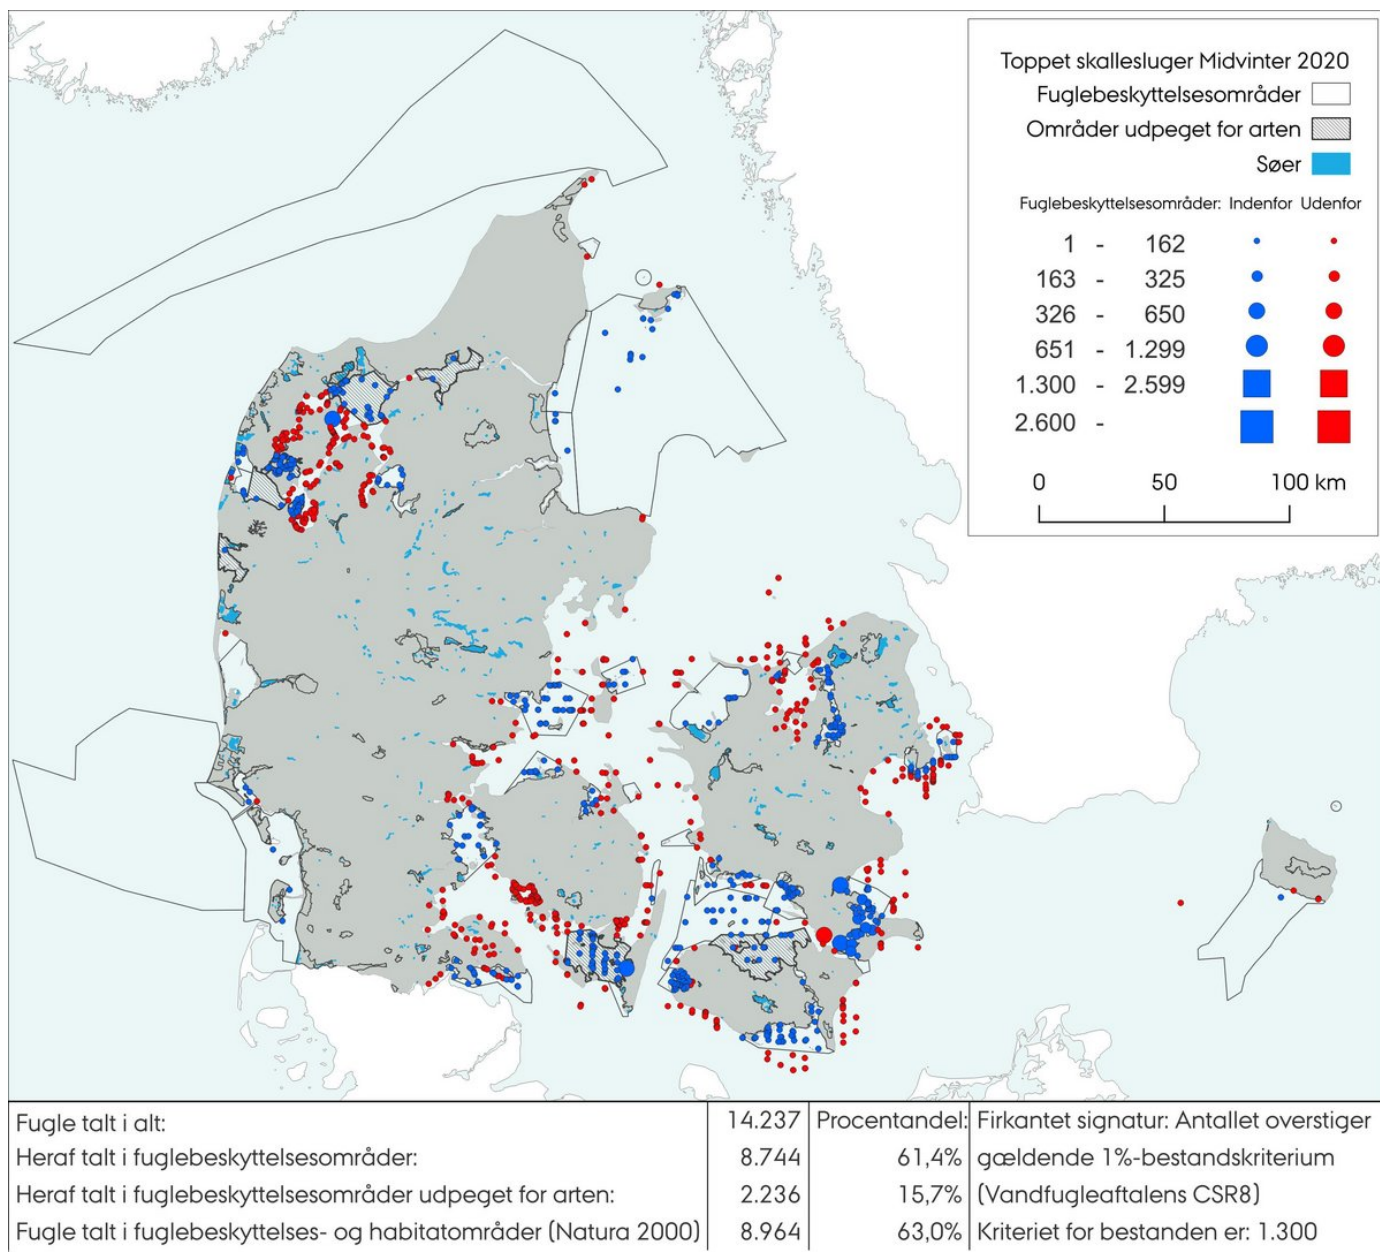 Toppet skallesluger Midvinter 2020
Fuglebeskyttelsesområder
Områder udpeget for arten
Søer
Fuglebeskyttelsesområder: Indenfor Udenfor
1 - 162
163 - 325
326 - 650
651 - 1.299
1.300 - 2.599
2.600 -
0 50 100 km
Fugle talt i alt: 14.237 Procentandel: Firkantet signatur: Antallet overstiger
Heraf talt i fuglebeskyttelsesområder: 8.744 61,4% gældende 1%-bestandskriterium
Heraf talt i fuglebeskyttelsesområder udpeget for arten: 2.236 15,7% (Vandfugleaftalens CSR8)
Fugle talt i fuglebeskyttelses- og habitatområder (Natura 2000) 8.964 63,0% Kriteriet for bestanden er: 1.300